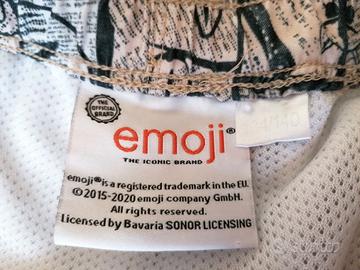 THE
OFFICIAL
BRAND
emoji®
THE ICONIC BRAND
emoji® is a registered trademark in the EU.
©2015-2020 emoji company GmbH.
All rights reserved.
Licensed by Bavaria SONOR LICENSING